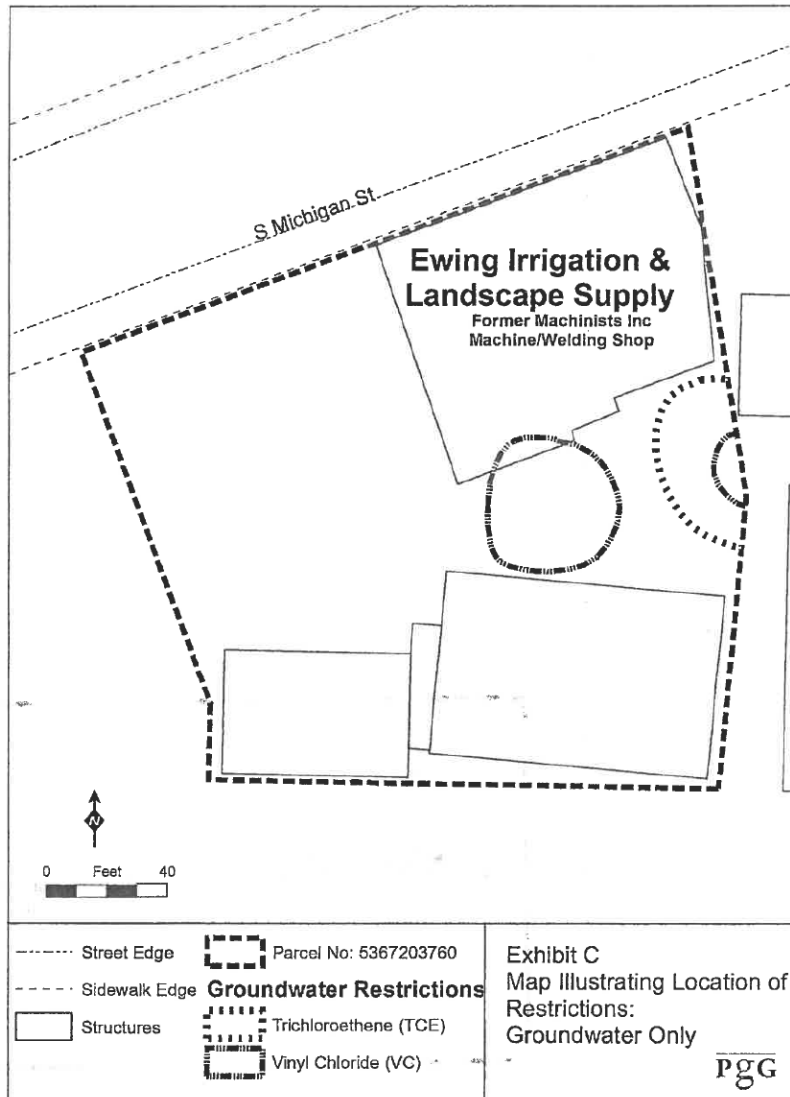 S Michigan St
Ewing Irrigation &
Landscape Supply
Former Machinists Inc
Machine/Welding Shop
N
0 Feet 40
Street Edge
Sidewalk Edge
Structures
Parcel No: 5367203760
Groundwater Restrictions
Trichloroethene (TCE)
Vinyl Chloride (VC)
Exhibit C
Map Illustrating Location of
Restrictions:
Groundwater Only
PgG